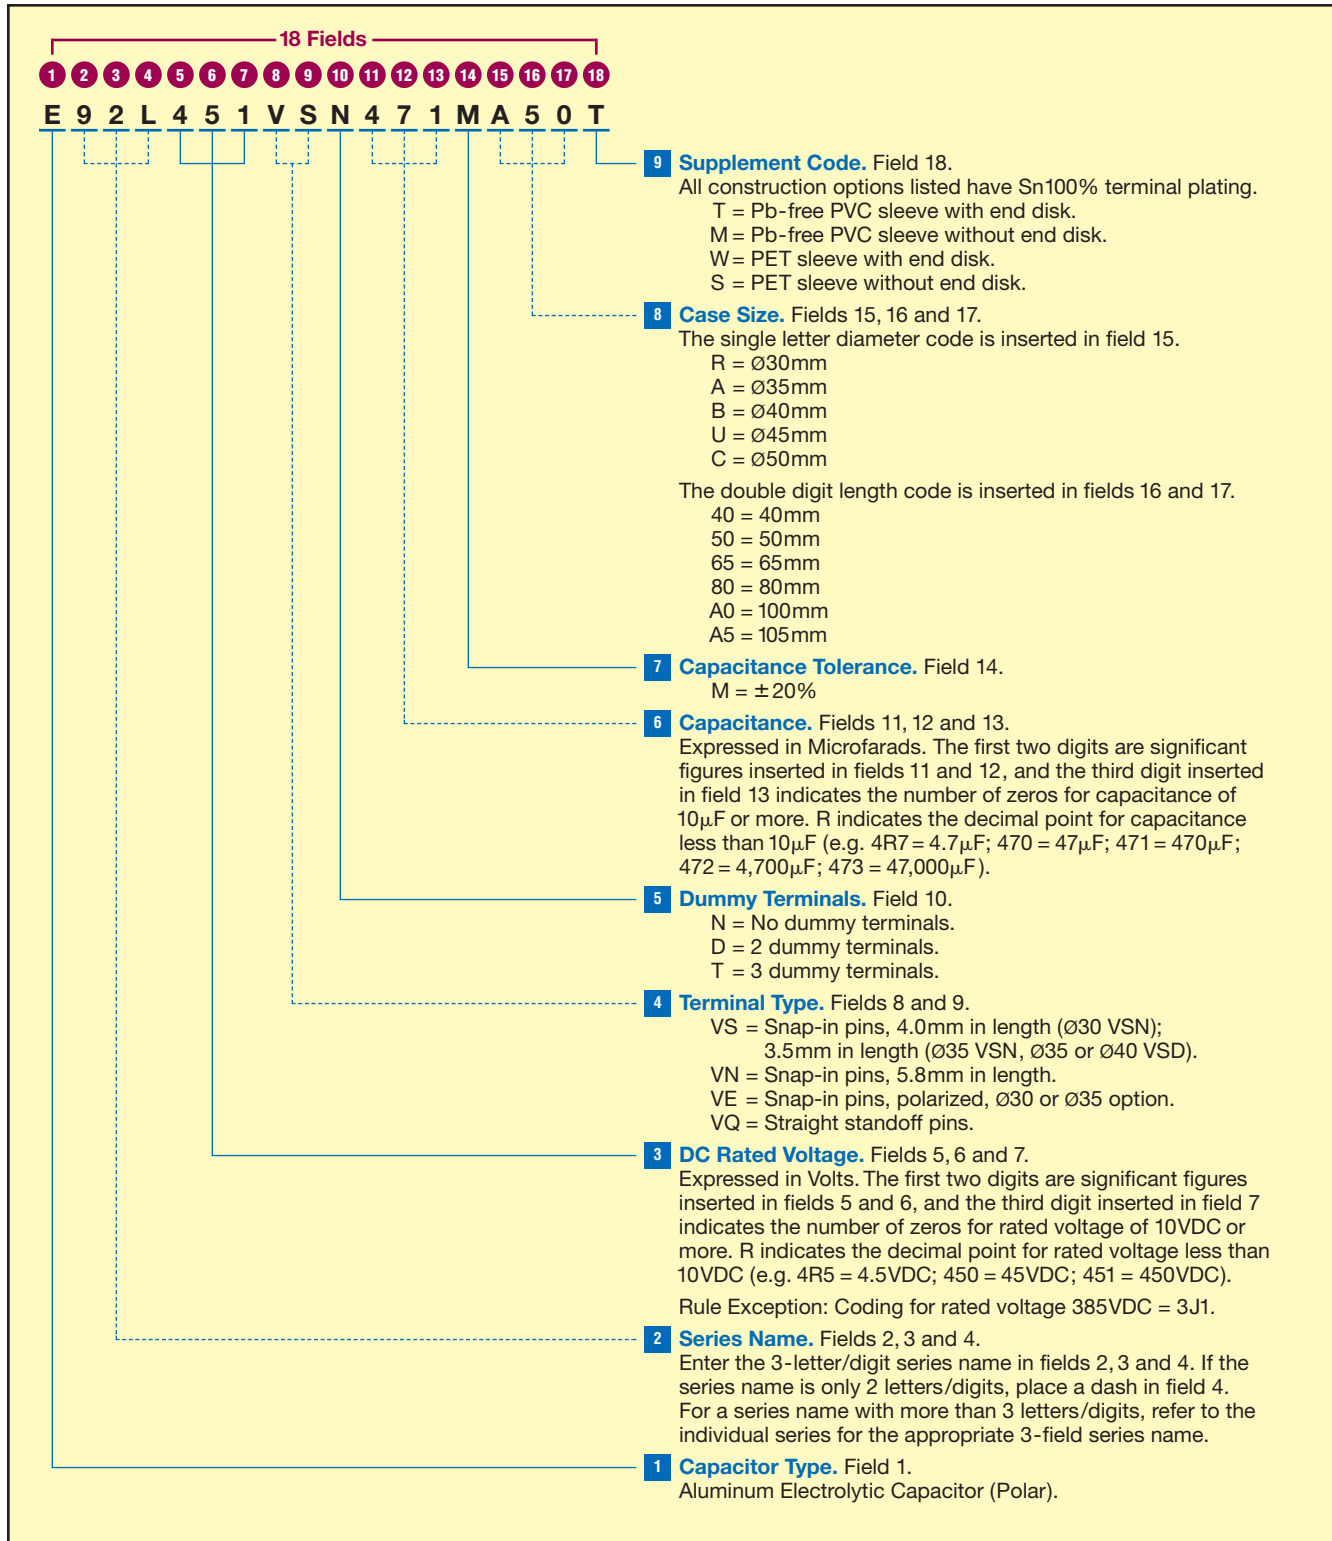 18 Fields
1 2 3 4 5 6 7 8 9 10 11 12 13 14 15 16 17 18
E 9 2 L 4 5 1 V S N 4 7 1 M A 5 0 T
9 Supplement Code. Field 18.
All construction options listed have Sn100% terminal plating.
T = Pb-free PVC sleeve with end disk.
M = Pb-free PVC sleeve without end disk.
W = PET sleeve with end disk.
S = PET sleeve without end disk.
8 Case Size. Fields 15, 16 and 17.
The single letter diameter code is inserted in field 15.
R = Ø30mm
A = Ø35mm
B = Ø40mm
U = Ø45mm
C = Ø50mm
The double digit length code is inserted in fields 16 and 17.
40 = 40mm
50 = 50mm
65 = 65mm
80 = 80mm
A0 = 100mm
A5 = 105mm
7 Capacitance Tolerance. Field 14.
M = ±20%
6 Capacitance. Fields 11, 12 and 13.
Expressed in Microfarads. The first two digits are significant
figures inserted in fields 11 and 12, and the third digit inserted
in field 13 indicates the number of zeros for capacitance of
10µF or more. R indicates the decimal point for capacitance
less than 10µF (e.g. 4R7 = 4.7µF; 470 = 47µF; 471 = 470µF;
472 = 4,700µF; 473 = 47,000µF).
5 Dummy Terminals. Field 10.
N = No dummy terminals.
D = 2 dummy terminals.
T = 3 dummy terminals.
4 Terminal Type. Fields 8 and 9.
VS = Snap-in pins, 4.0mm in length (Ø30 VSN);
3.5mm in length (Ø35 VSN, Ø35 or Ø40 VSD).
VN = Snap-in pins, 5.8mm in length.
VE = Snap-in pins, polarized, Ø30 or Ø35 option.
VQ = Straight standoff pins.
3 DC Rated Voltage. Fields 5, 6 and 7.
Expressed in Volts. The first two digits are significant figures
inserted in fields 5 and 6, and the third digit inserted in field 7
indicates the number of zeros for rated voltage of 10VDC or
more. R indicates the decimal point for rated voltage less than
10VDC (e.g. 4R5 = 4.5VDC; 450 = 45VDC; 451 = 450VDC).
Rule Exception: Coding for rated voltage 385VDC = 3J1.
2 Series Name. Fields 2, 3 and 4.
Enter the 3-letter/digit series name in fields 2, 3 and 4. If the
series name is only 2 letters/digits, place a dash in field 4.
For a series name with more than 3 letters/digits, refer to the
individual series for the appropriate 3-field series name.
1 Capacitor Type. Field 1.
Aluminum Electrolytic Capacitor (Polar).